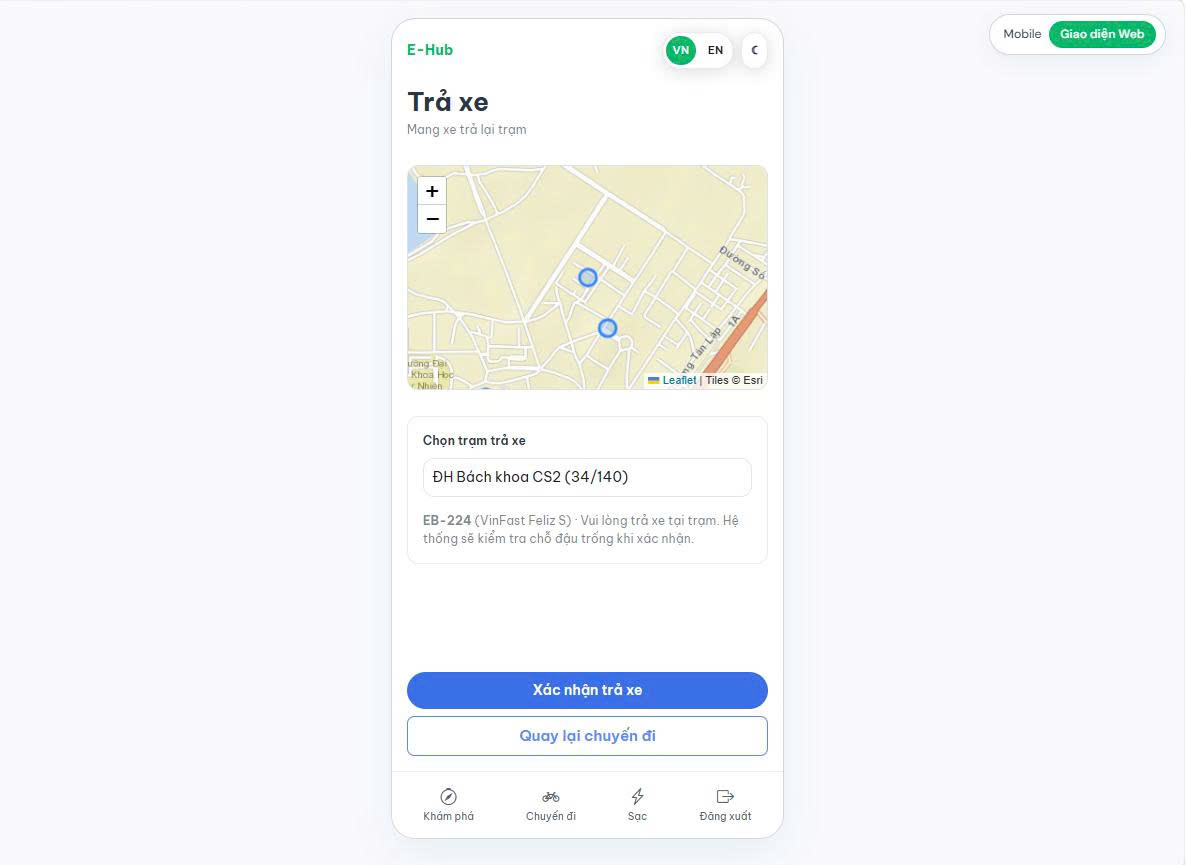 Mobile
Giao diện Web
E-Hub
VN
EN
Trả xe
Mang xe trả lại trạm
+
−
Đường Số
1A
Tân Lập
Khoa Học
Nhiên
Leaflet | Tiles © Esri
Chọn trạm trả xe
ĐH Bách khoa CS2 (34/140)
EB-224 (VinFast Feliz S) · Vui lòng trả xe tại trạm. Hệ
thống sẽ kiểm tra chỗ đậu trống khi xác nhận.
Xác nhận trả xe
Quay lại chuyến đi
Khám phá
Chuyến đi
Sạc
Đăng xuất